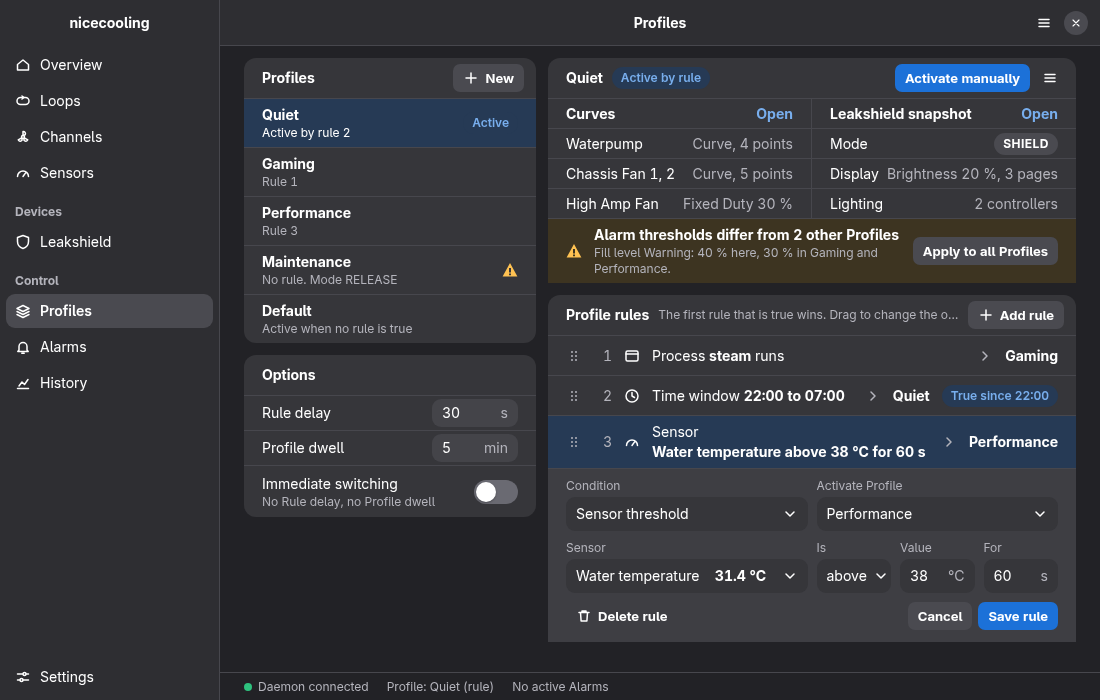 nicecooling
Overview
Loops
Channels
Sensors
Devices
Leakshield
Control
Profiles
Alarms
History
Settings
Profiles
Profiles
New
Quiet
Active by rule 2
Active
Gaming
Rule 1
Performance
Rule 3
Maintenance
No rule. Mode RELEASE
Default
Active when no rule is true
Options
Rule delay
30 s
Profile dwell
5 min
Immediate switching
No Rule delay, no Profile dwell
Quiet
Active by rule
Activate manually
Curves
Open
Waterpump
Curve, 4 points
Chassis Fan 1, 2
Curve, 5 points
High Amp Fan
Fixed Duty 30 %
Leakshield snapshot
Open
Mode
SHIELD
Display
Brightness 20 %, 3 pages
Lighting
2 controllers
Alarm thresholds differ from 2 other Profiles
Fill level Warning: 40 % here, 30 % in Gaming and
Performance.
Apply to all Profiles
Profile rules
The first rule that is true wins. Drag to change the o...
Add rule
1
Process steam runs
Gaming
2
Time window 22:00 to 07:00
Quiet
True since 22:00
3
Sensor
Water temperature above 38 °C for 60 s
Performance
Condition
Sensor threshold
Activate Profile
Performance
Sensor
Water temperature 31.4 °C
Is
above
Value
38 °C
For
60 s
Delete rule
Cancel
Save rule
Daemon connected
Profile: Quiet (rule)
No active Alarms